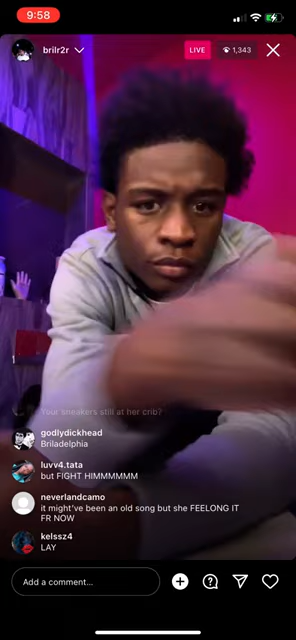 9:58
brilr2r
LIVE
1,343
Your sneakers still at her crib?
godlydickhead
Briladelphia
luvv4.tata
but FIGHT HIMMMMMM
neverlandcamo
it might've been an old song but she FEELONG IT
FR NOW
kelssz4
LAY
Add a comment...